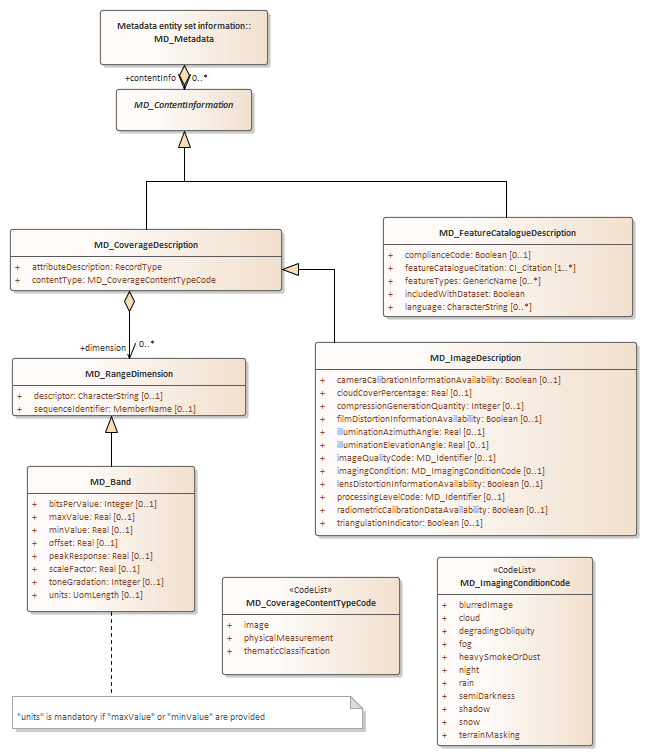 Metadata entity set information::
MD_Metadata
+contentInfo 0..*
MD_ContentInformation
MD_CoverageDescription
+ attributeDescription: RecordType
+ contentType: MD_CoverageContentTypeCode
MD_FeatureCatalogueDescription
+ complianceCode: Boolean [0..1]
+ featureCatalogueCitation: CI_Citation [1..*]
+ featureTypes: GenericName [0..*]
+ includedWithDataset: Boolean
+ language: CharacterString [0..*]
+dimension 0..*
MD_RangeDimension
+ descriptor: CharacterString [0..1]
+ sequenceIdentifier: MemberName [0..1]
MD_ImageDescription
+ cameraCalibrationInformationAvailability: Boolean [0..1]
+ cloudCoverPercentage: Real [0..1]
+ compressionGenerationQuantity: Integer [0..1]
+ filmDistortionInformationAvailability: Boolean [0..1]
+ illuminationAzimuthAngle: Real [0..1]
+ illuminationElevationAngle: Real [0..1]
+ imageQualityCode: MD_Identifier [0..1]
+ imagingCondition: MD_ImagingConditionCode [0..1]
+ lensDistortionInformationAvailability: Boolean [0..1]
+ processingLevelCode: MD_Identifier [0..1]
+ radiometricCalibrationDataAvailability: Boolean [0..1]
+ triangulationIndicator: Boolean [0..1]
MD_Band
+ bitsPerValue: Integer [0..1]
+ maxValue: Real [0..1]
+ minValue: Real [0..1]
+ offset: Real [0..1]
+ peakResponse: Real [0..1]
+ scaleFactor: Real [0..1]
+ toneGradation: Integer [0..1]
+ units: UomLength [0..1]
«CodeList»
MD_CoverageContentTypeCode
+ image
+ physicalMeasurement
+ thematicClassification
«CodeList»
MD_ImagingConditionCode
+ blurredImage
+ cloud
+ degradingObliquity
+ fog
+ heavySmokeOrDust
+ night
+ rain
+ semiDarkness
+ shadow
+ snow
+ terrainMasking
"units" is mandatory if "maxValue" or "minValue" are provided